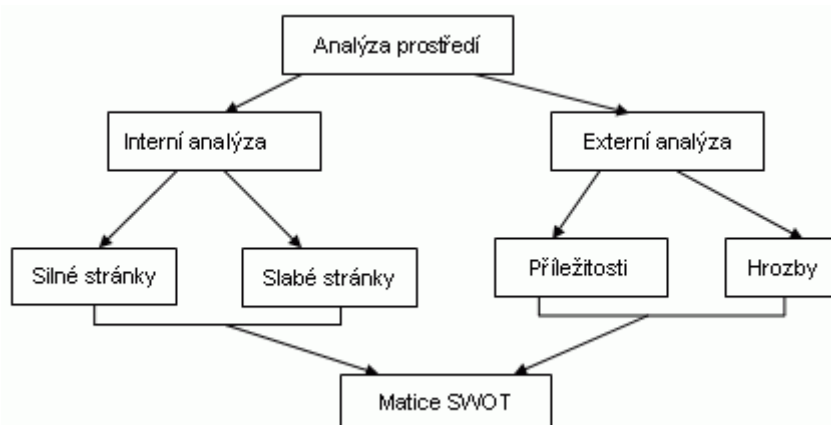 Analýza prostředí
Interní analýza
Externí analýza
Silné stránky
Slabé stránky
Příležitosti
Hrozby
Matice SWOT